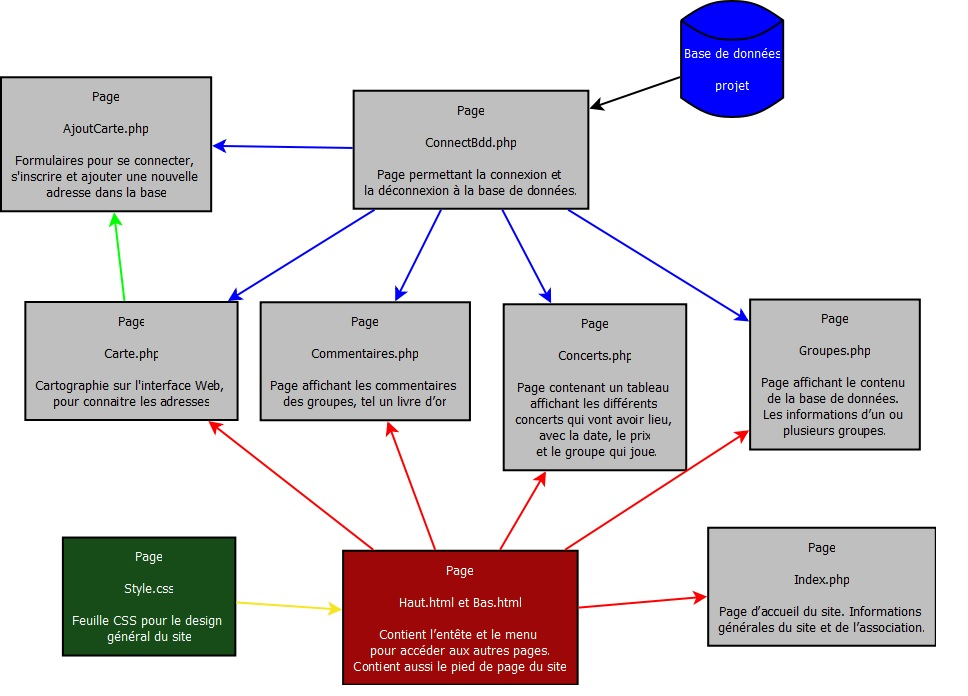 Base de données
projet
Page
AjoutCarte.php
Formulaires pour se connecter,
s'inscrire et ajouter une nouvelle
adresse dans la base
Page
ConnectBdd.php
Page permettant la connexion et
la déconnexion à la base de données.
Page
Carte.php
Cartographie sur l'interface Web,
pour connaitre les adresses
Page
Commentaires.php
Page affichant les commentaires
des groupes, tel un livre d’or
Page
Concerts.php
Page contenant un tableau
affichant les différents
concerts qui vont avoir lieu,
avec la date, le prix
et le groupe qui joue.
Page
Groupes.php
Page affichant le contenu
de la base de données.
Les informations d’un ou
plusieurs groupes.
Page
Style.css
Feuille CSS pour le design
général du site
Page
Haut.html et Bas.html
Contient l’entête et le menu
pour accéder aux autres pages.
Contient aussi le pied de page du site
Page
Index.php
Page d’accueil du site. Informations
générales du site et de l’association.